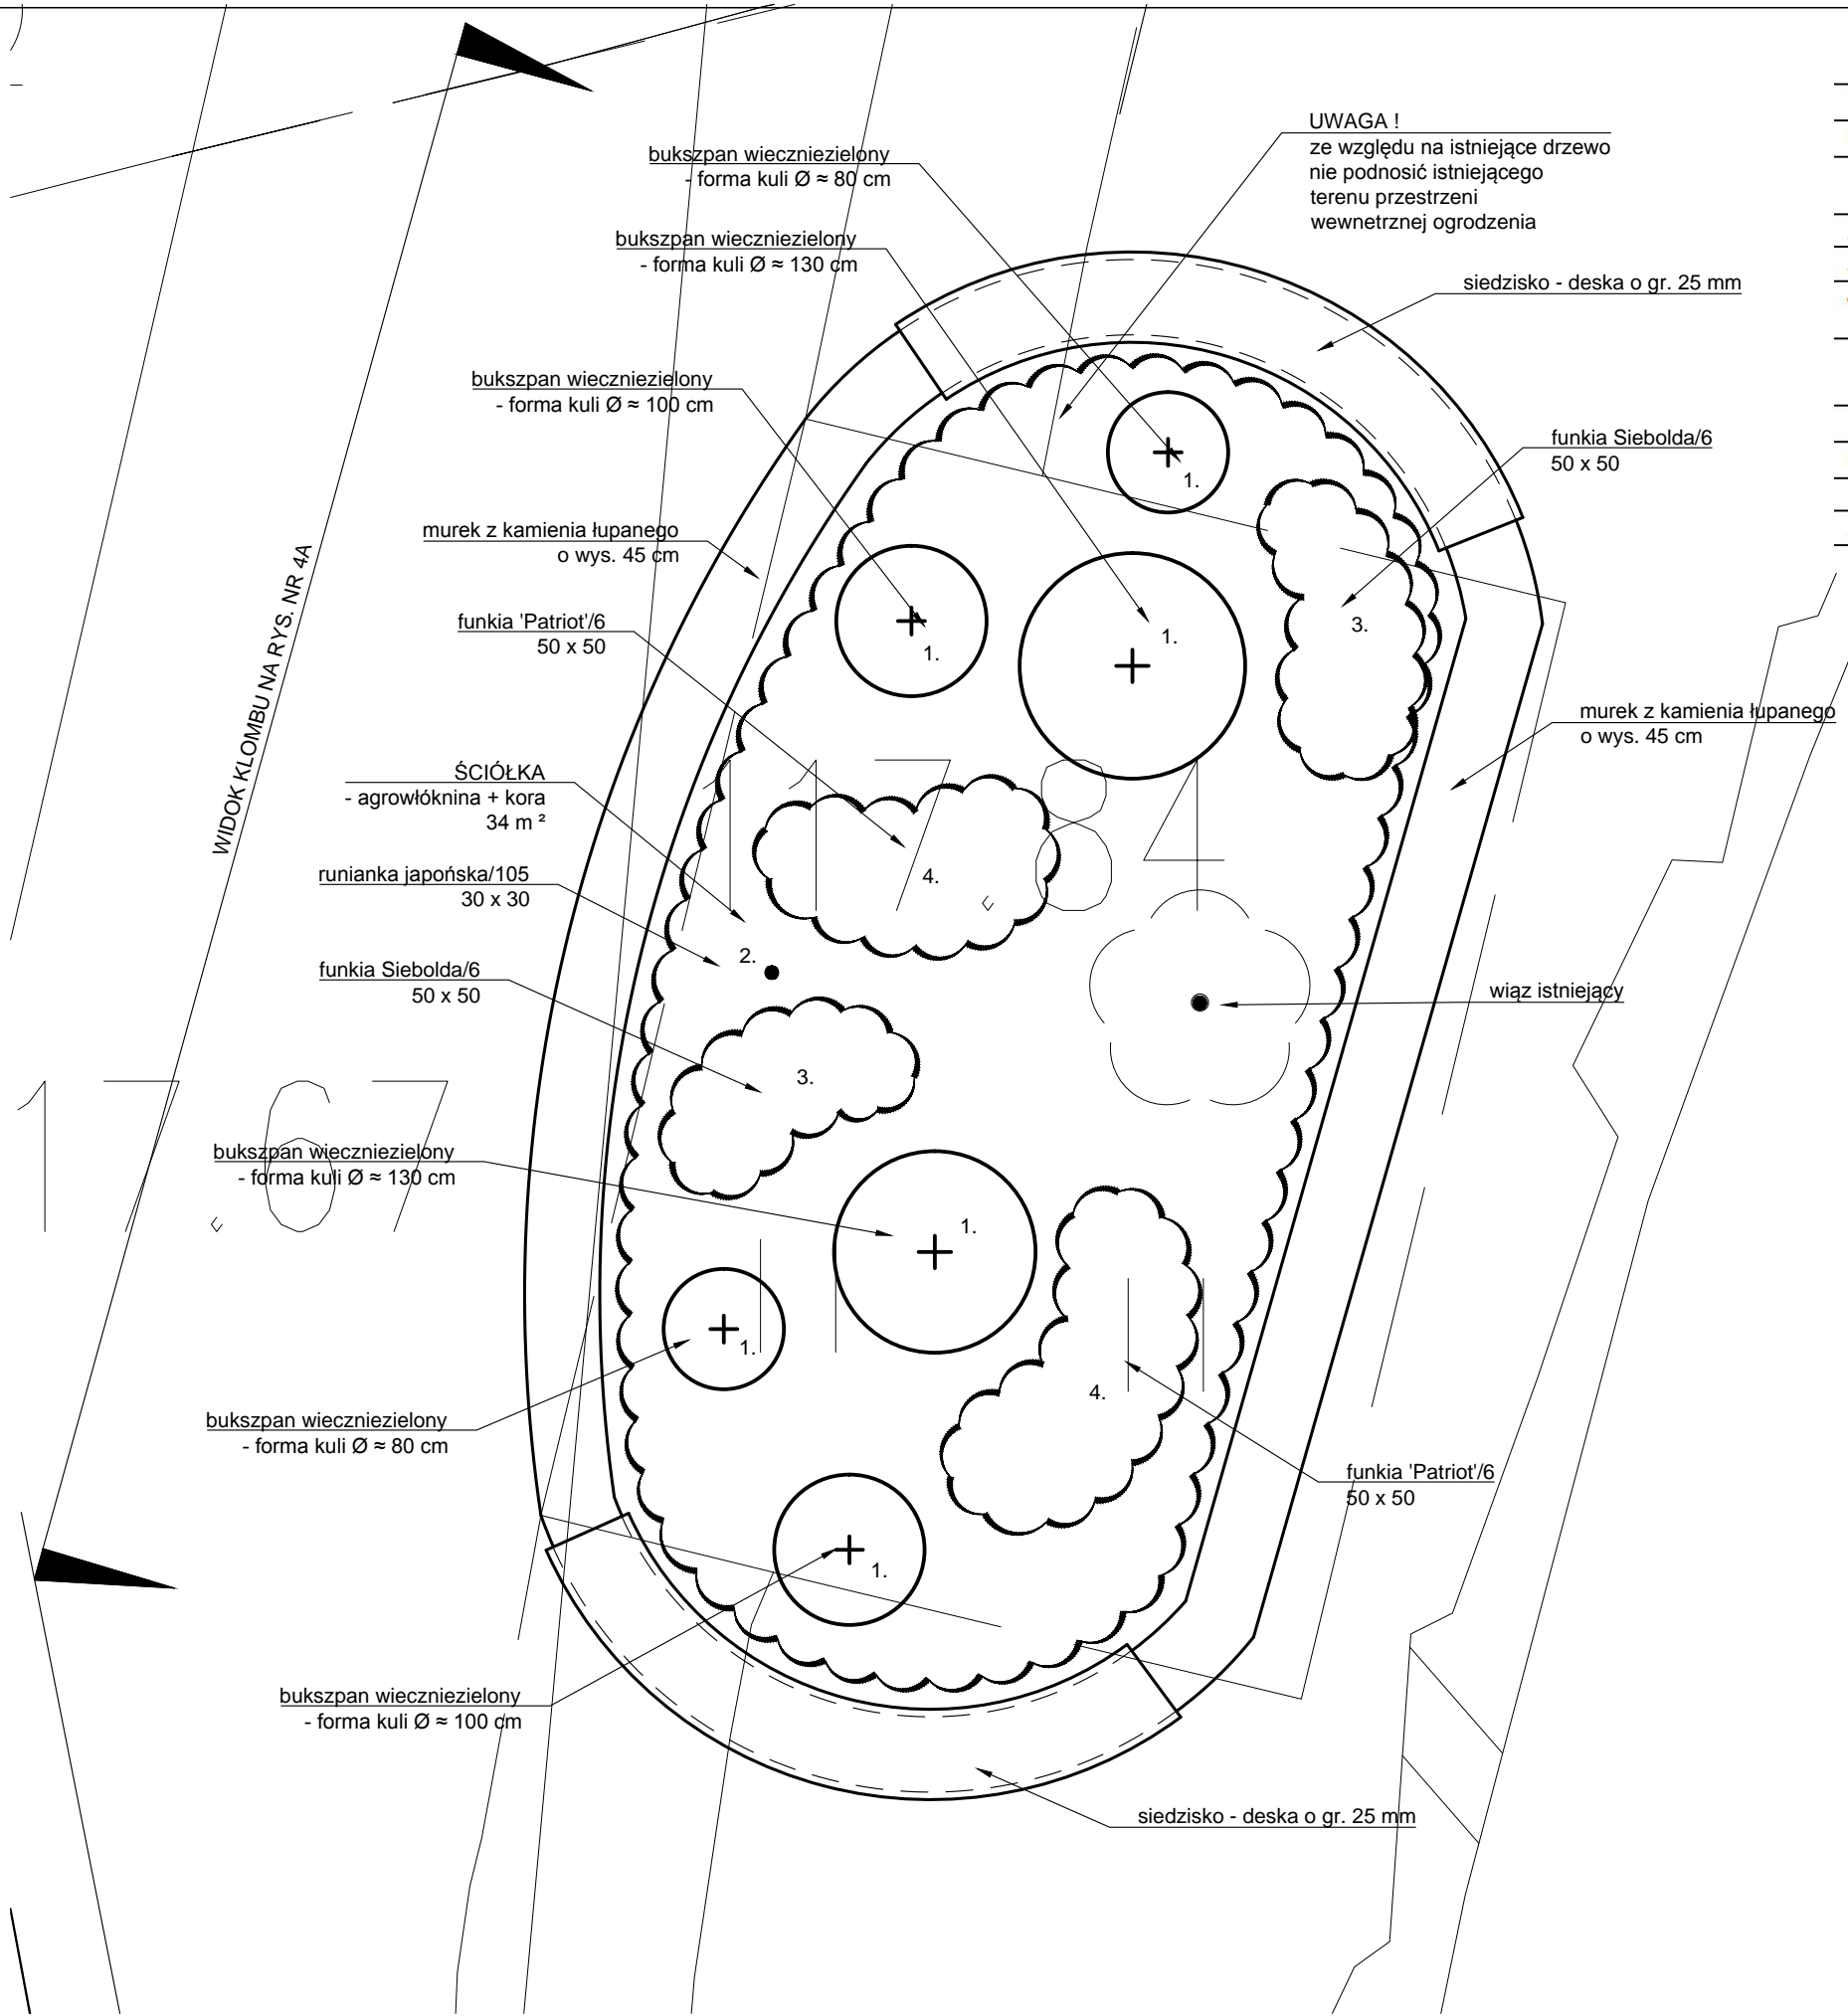 UWAGA !
ze względu na istniejące drzewo
nie podnosić istniejącego
terenu przestrzeni
wewnetrznej ogrodzenia
bukszpan wieczniezielony
- forma kuli Ø ≈ 80 cm
bukszpan wieczniezielony
- forma kuli Ø ≈ 130 cm
siedzisko - deska o gr. 25 mm
bukszpan wieczniezielony
- forma kuli Ø ≈ 100 cm
funkia Siebolda/6
50 x 50
1.
murek z kamienia łupanego
o wys. 45 cm
WIDOK KLOMBU NA RYS. NR 4A
funkia 'Patriot'/6
50 x 50
1.
1.
3.
murek z kamienia łupanego
o wys. 45 cm
ŚCIÓŁKA
- agrowłóknina + kora
34 m ²
117 84
4.
runianka japońska/105
30 x 30
2.
funkia Siebolda/6
50 x 50
wiąz istniejący
3.
17 67
bukszpan wieczniezielony
- forma kuli Ø ≈ 130 cm
1.
1.
4.
bukszpan wieczniezielony
- forma kuli Ø ≈ 80 cm
funkia 'Patriot'/6
50 x 50
1.
bukszpan wieczniezielony
- forma kuli Ø ≈ 100 cm
siedzisko - deska o gr. 25 mm